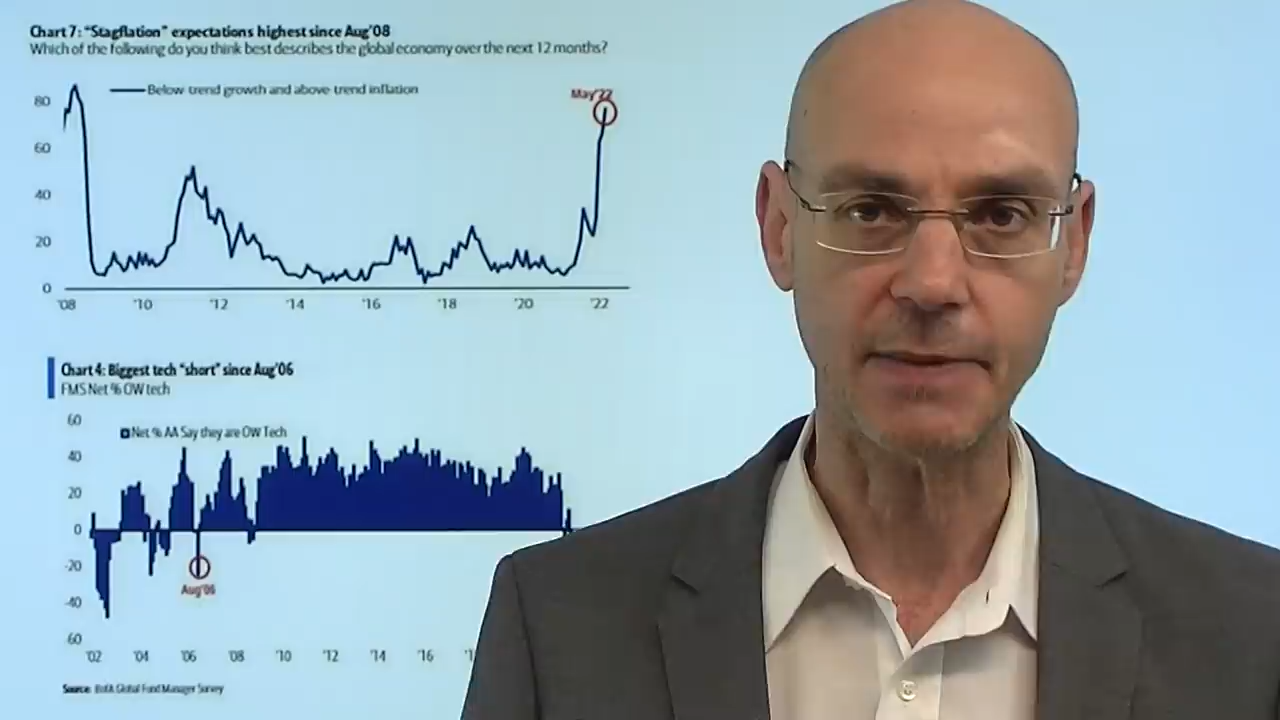 Chart 7: "Stagflation" expectations highest since Aug'08
Which of the following do you think best describes the global economy over the next 12 months?
Below-trend growth and above-trend inflation
May'22
80
60
40
20
0
'08 '10 '12 '14 '16 '18 '20 '22
Chart 4: Biggest tech "short" since Aug'06
FMS Net % OW tech
60
Net % AA Say they are OW Tech
40
20
0
-20
Aug'06
-40
60
'02 '04 '06 '08 '10 '12 '14 '16
Source: BofA Global Fund Manager Survey